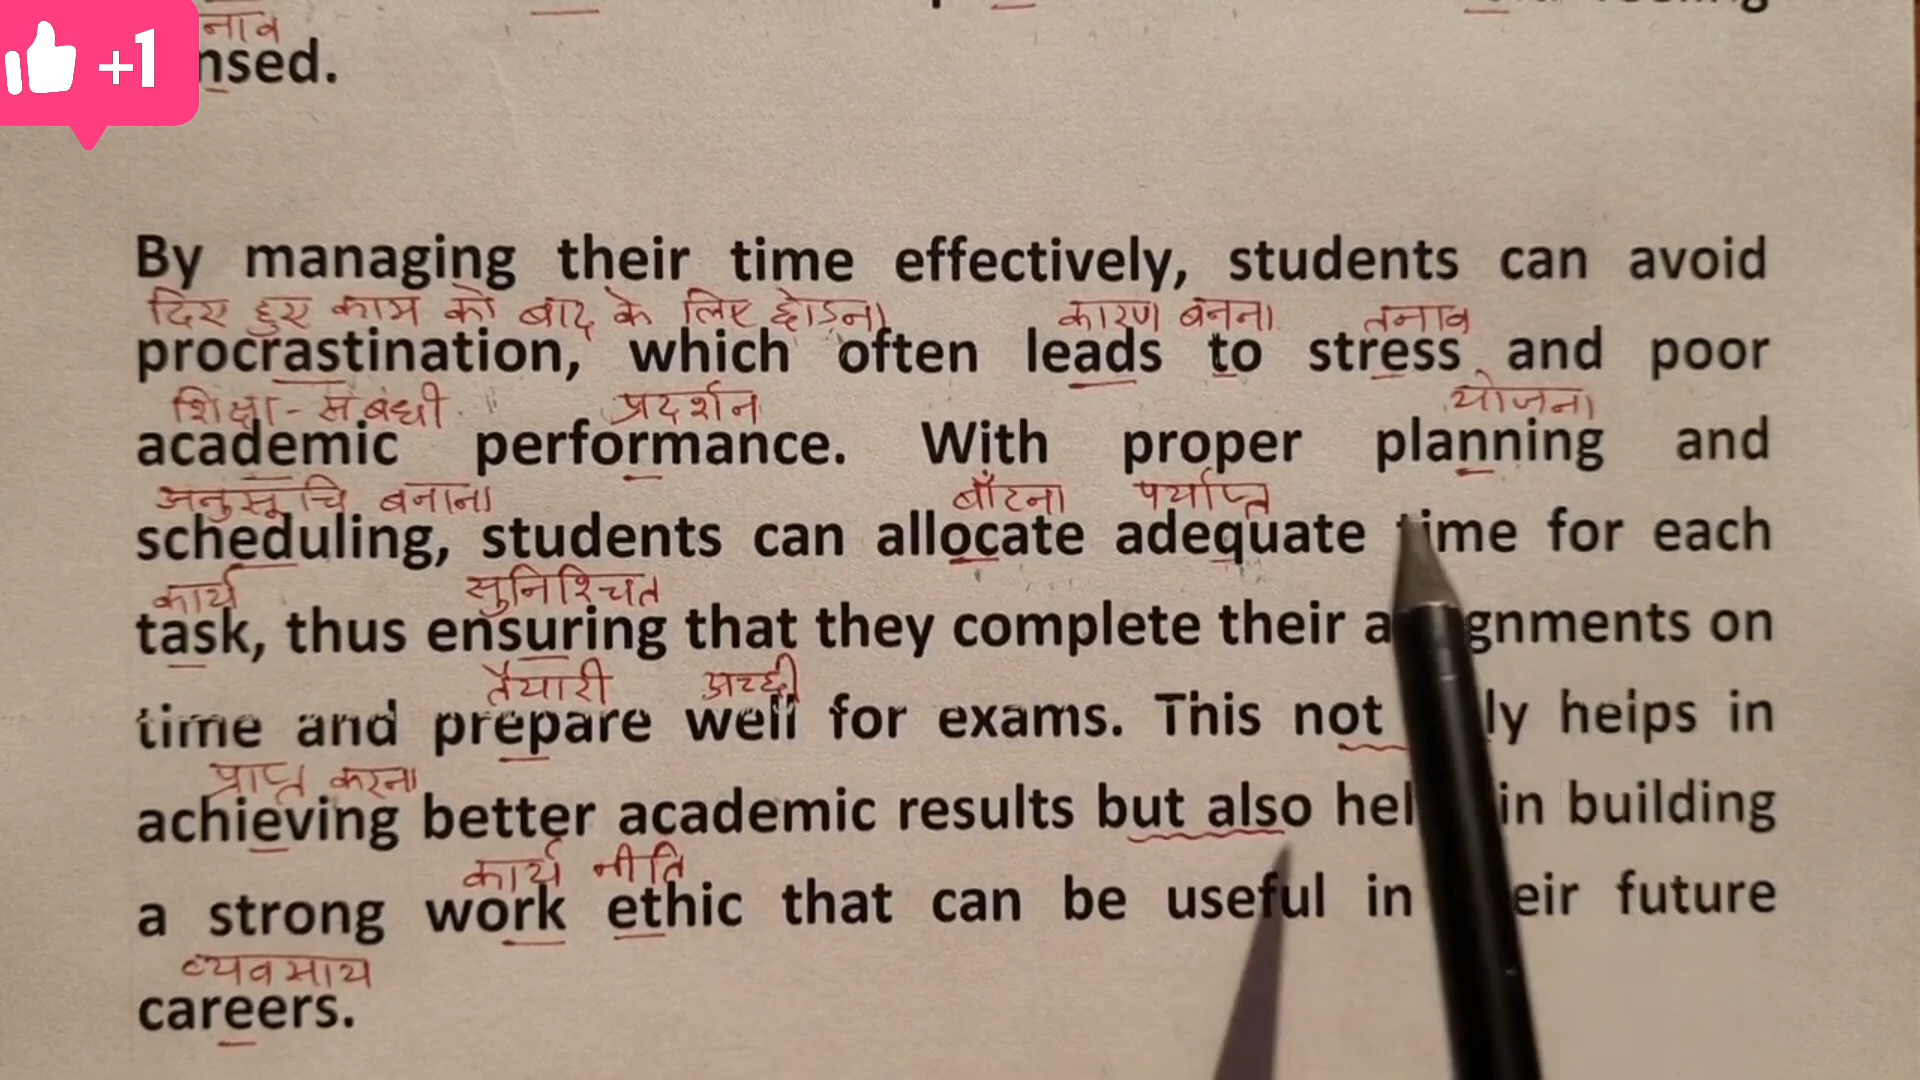 +1
नाव
nsed.
By managing their time effectively, students can avoid
दिए हुए काम को बाद के लिए छोड़ना कारण बनना तनाव
procrastination, which often leads to stress and poor
शिक्षा-संबंधी प्रदर्शन योजना
academic performance. With proper planning and
अनुसूचि बनाना बाँटना पर्याप्त
scheduling, students can allocate adequate time for each
कार्य सुनिश्चित
task, thus ensuring that they complete their a gnments on
तैयारी अच्छी
time and prepare well for exams. This not ly helps in
प्राप्त करना
achieving better academic results but also hel in building
कार्य नीति
a strong work ethic that can be useful in eir future
व्यवसाय
careers.